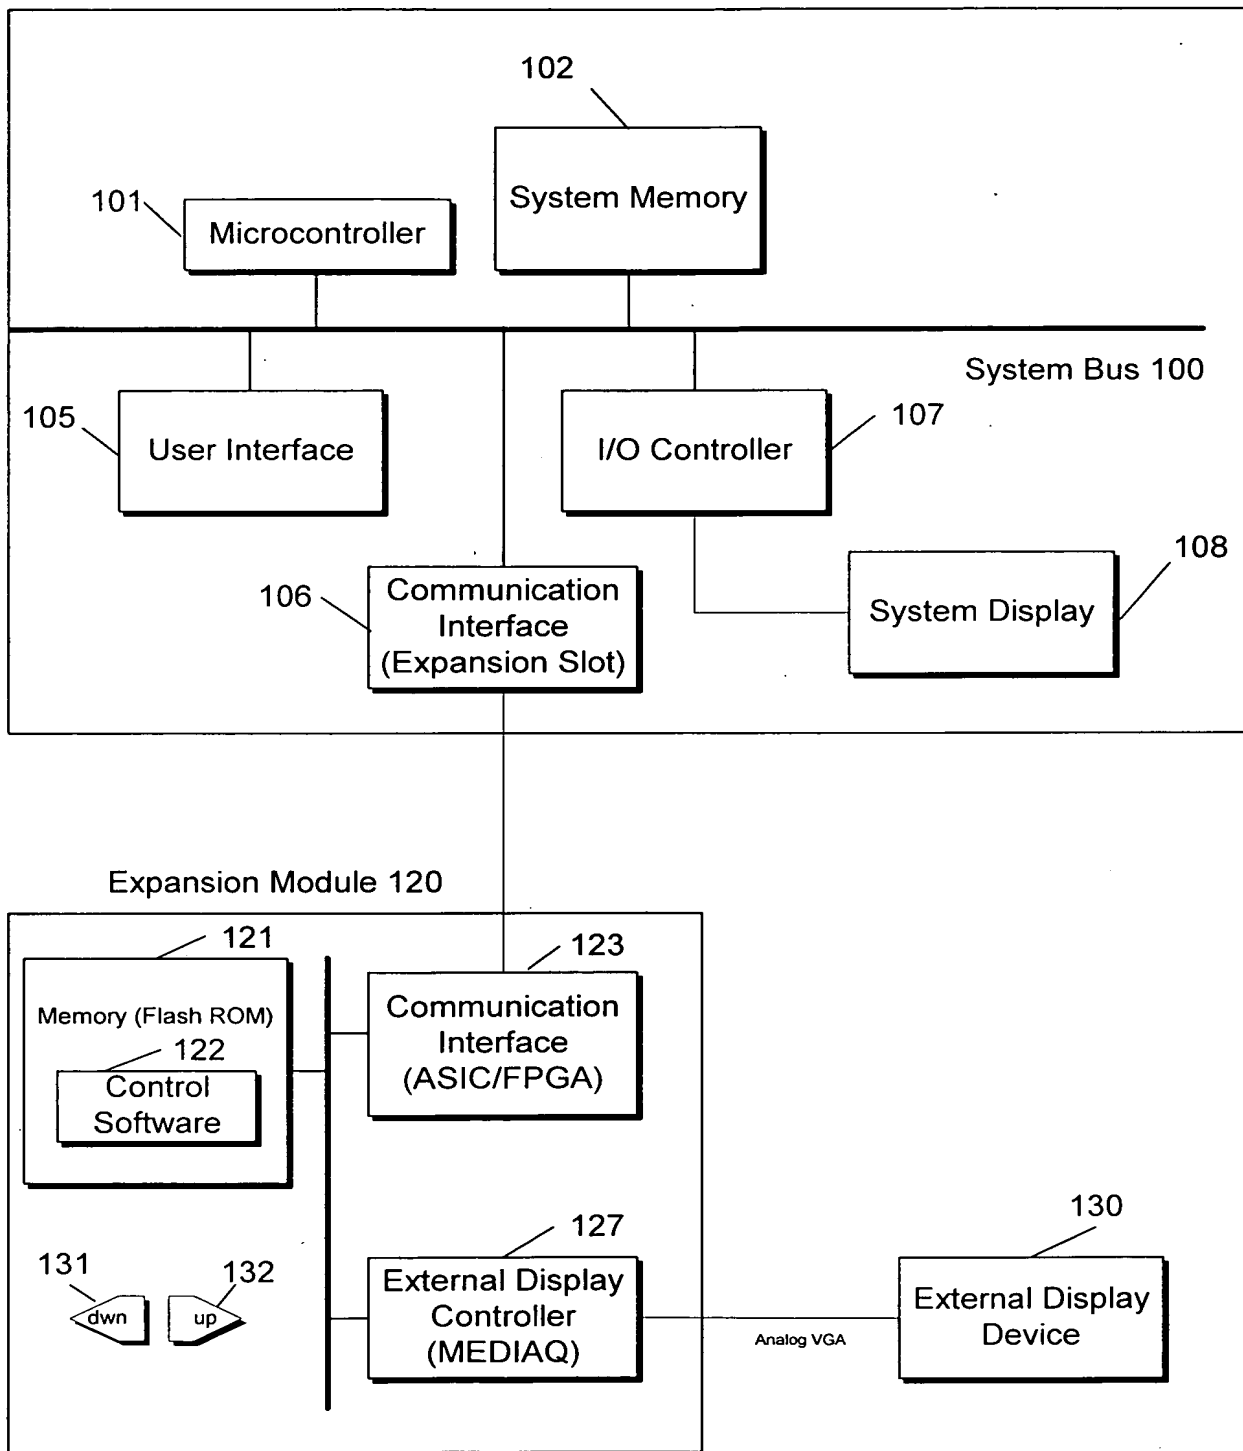 102
System Memory
101
Microcontroller
System Bus 100
105
User Interface
I/O Controller
107
106
Communication
Interface
(Expansion Slot)
System Display
108
Expansion Module 120
121
Memory (Flash ROM)
122
Control
Software
123
Communication
Interface
(ASIC/FPGA)
131
dwn
132
up
127
External Display
Controller
(MEDIAQ)
Analog VGA
130
External Display
Device